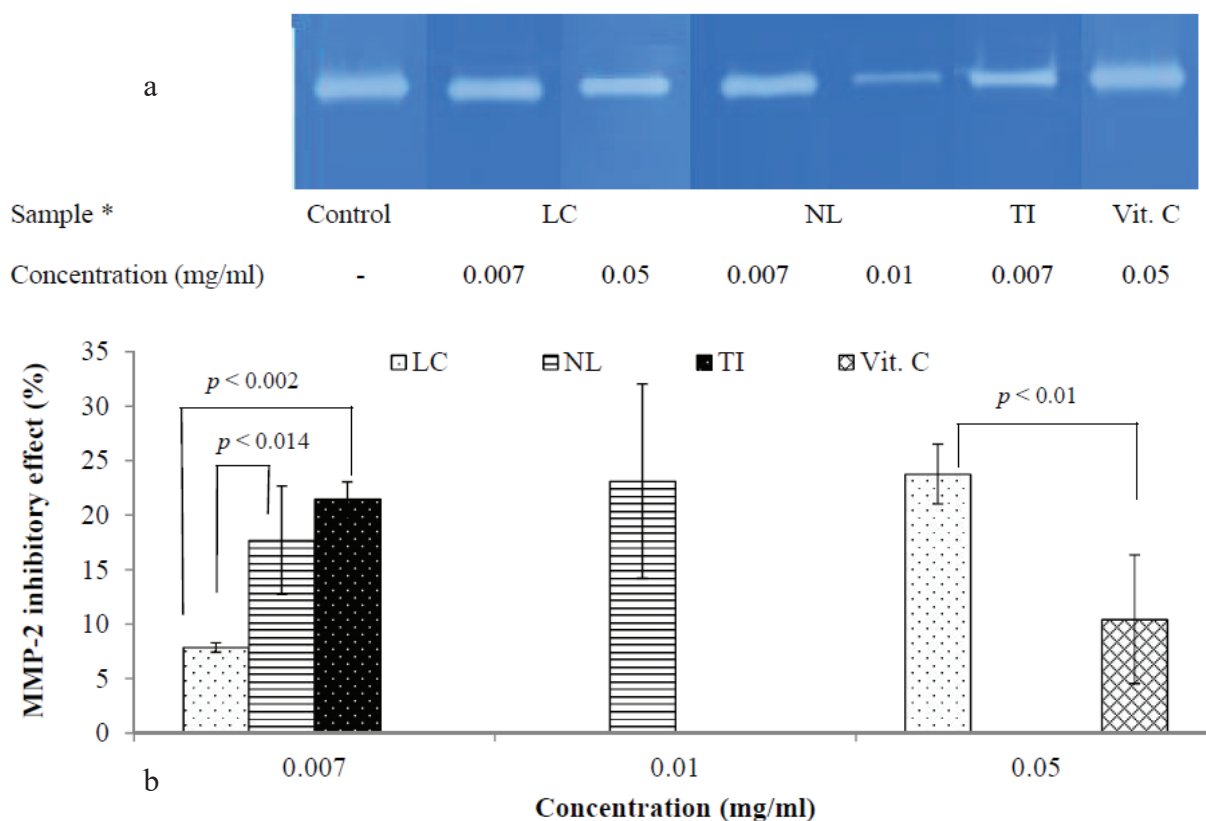 a
Sample * Control LC NL TI Vit. C
Concentration (mg/ml) - 0.007 0.05 0.007 0.01 0.007 0.05
MMP-2 inhibitory effect (%)
35
30
25
20
15
10
5
0
LC NL TI Vit. C
p < 0.002
p < 0.014
p < 0.01
0.007 0.01 0.05
b
Concentration (mg/ml)